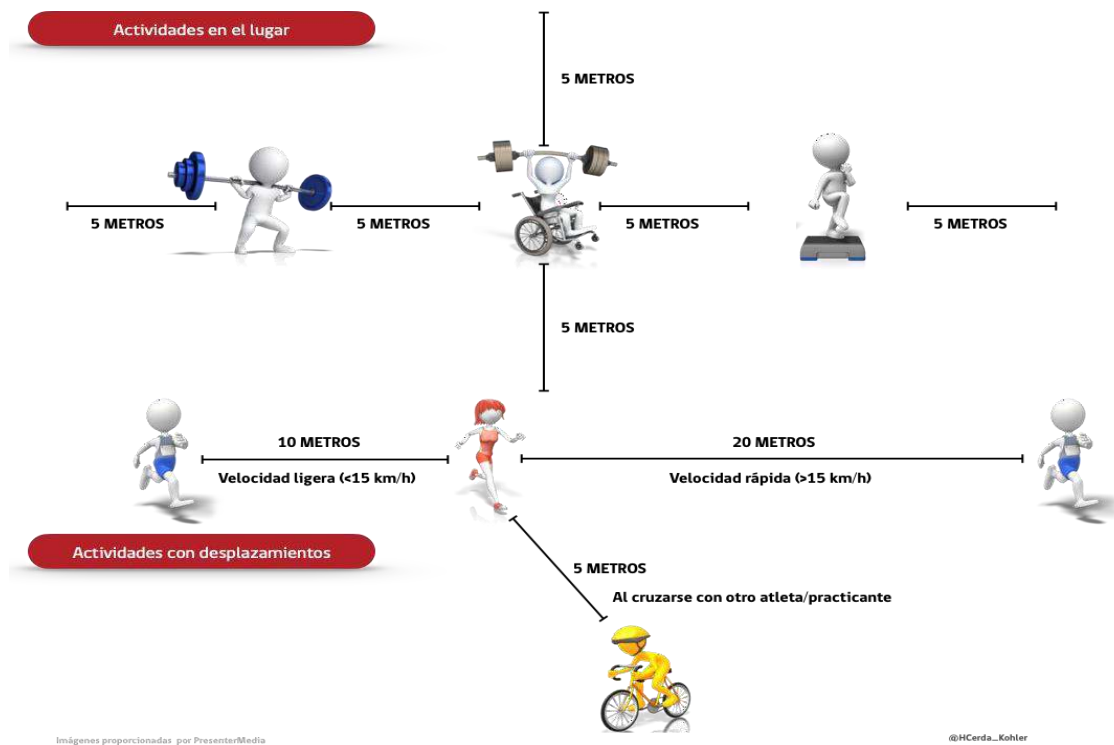 Actividades en el lugar
5 METROS
5 METROS
5 METROS
5 METROS
5 METROS
5 METROS
10 METROS
20 METROS
Velocidad ligera (<15 km/h)
Velocidad rápida (>15 km/h)
Actividades con desplazamientos
5 METROS
Al cruzarse con otro atleta/practicante
Imágenes proporcionadas por PresenterMedia
@HCerda_Kohler